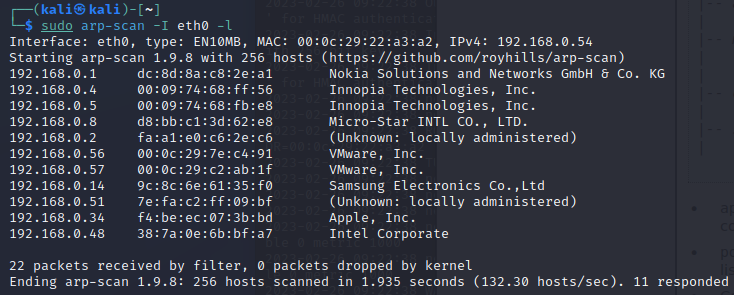 ┌──(kali㉿kali)-[~]
└─$ sudo arp-scan -I eth0 -l
Interface: eth0, type: EN10MB, MAC: 00:0c:29:22:a3:a2, IPv4: 192.168.0.54
Starting arp-scan 1.9.8 with 256 hosts (https://github.com/royhills/arp-scan)
192.168.0.1 dc:8d:8a:c8:2e:a1 Nokia Solutions and Networks GmbH & Co. KG
192.168.0.4 00:09:74:68:ff:56 Innopia Technologies, Inc.
192.168.0.5 00:09:74:68:fb:e8 Innopia Technologies, Inc.
192.168.0.8 d8:bb:c1:3d:62:e8 Micro-Star INTL CO., LTD.
192.168.0.2 fa:a1:e0:c6:2e:c6 (Unknown: locally administered)
192.168.0.56 00:0c:29:7e:c4:91 VMware, Inc.
192.168.0.57 00:0c:29:c2:ab:1f VMware, Inc.
192.168.0.14 9c:8c:6e:61:35:f0 Samsung Electronics Co.,Ltd
192.168.0.51 7e:fa:c2:ff:09:bf (Unknown: locally administered)
192.168.0.34 f4:be:ec:07:3b:bd Apple, Inc.
192.168.0.48 38:7a:0e:6b:bf:a7 Intel Corporate
22 packets received by filter, 0 packets dropped by kernel
Ending arp-scan 1.9.8: 256 hosts scanned in 1.935 seconds (132.30 hosts/sec). 11 responded